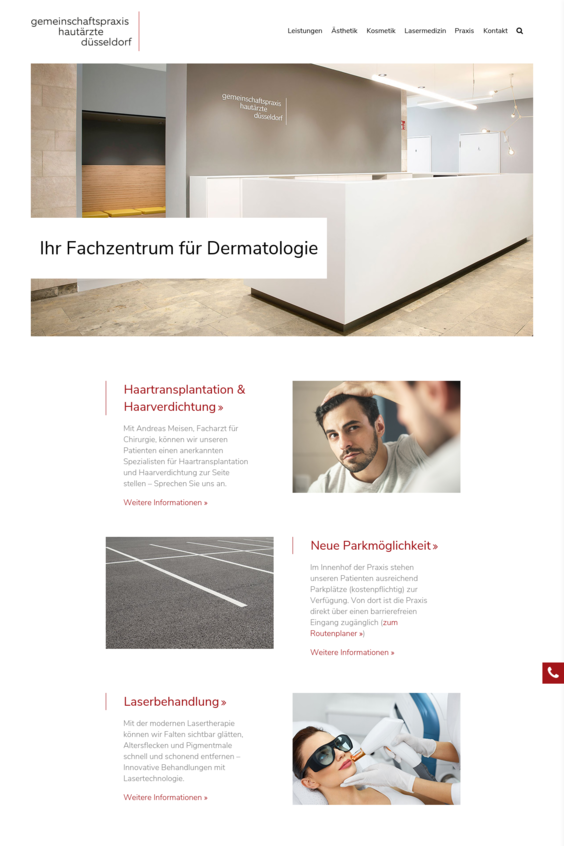 gemeinschaftspraxis
hautärzte
düsseldorf
Leistungen Ästhetik Kosmetik Lasermedizin Praxis Kontakt
gemeinschaftspraxis
hautärzte
düsseldorf
Ihr Fachzentrum für Dermatologie
Haartransplantation &
Haarverdichtung »
Mit Andreas Meisen, Facharzt für
Chirurgie, können wir unseren
Patienten einen anerkannten
Spezialisten für Haartransplantation
und Haarverdichtung zur Seite
stellen – Sprechen Sie uns an.
Weitere Informationen »
Neue Parkmöglichkeit »
Im Innenhof der Praxis stehen
unseren Patienten ausreichend
Parkplätze (kostenpflichtig) zur
Verfügung. Von dort ist die Praxis
direkt über einen barrierefreien
Eingang zugänglich (zum
Routenplaner »)
Weitere Informationen »
Laserbehandlung »
Mit der modernen Lasertherapie
können wir Falten sichtbar glätten,
Altersflecken und Pigmentmale
schnell und schonend entfernen –
Innovative Behandlungen mit
Lasertechnologie.
Weitere Informationen »